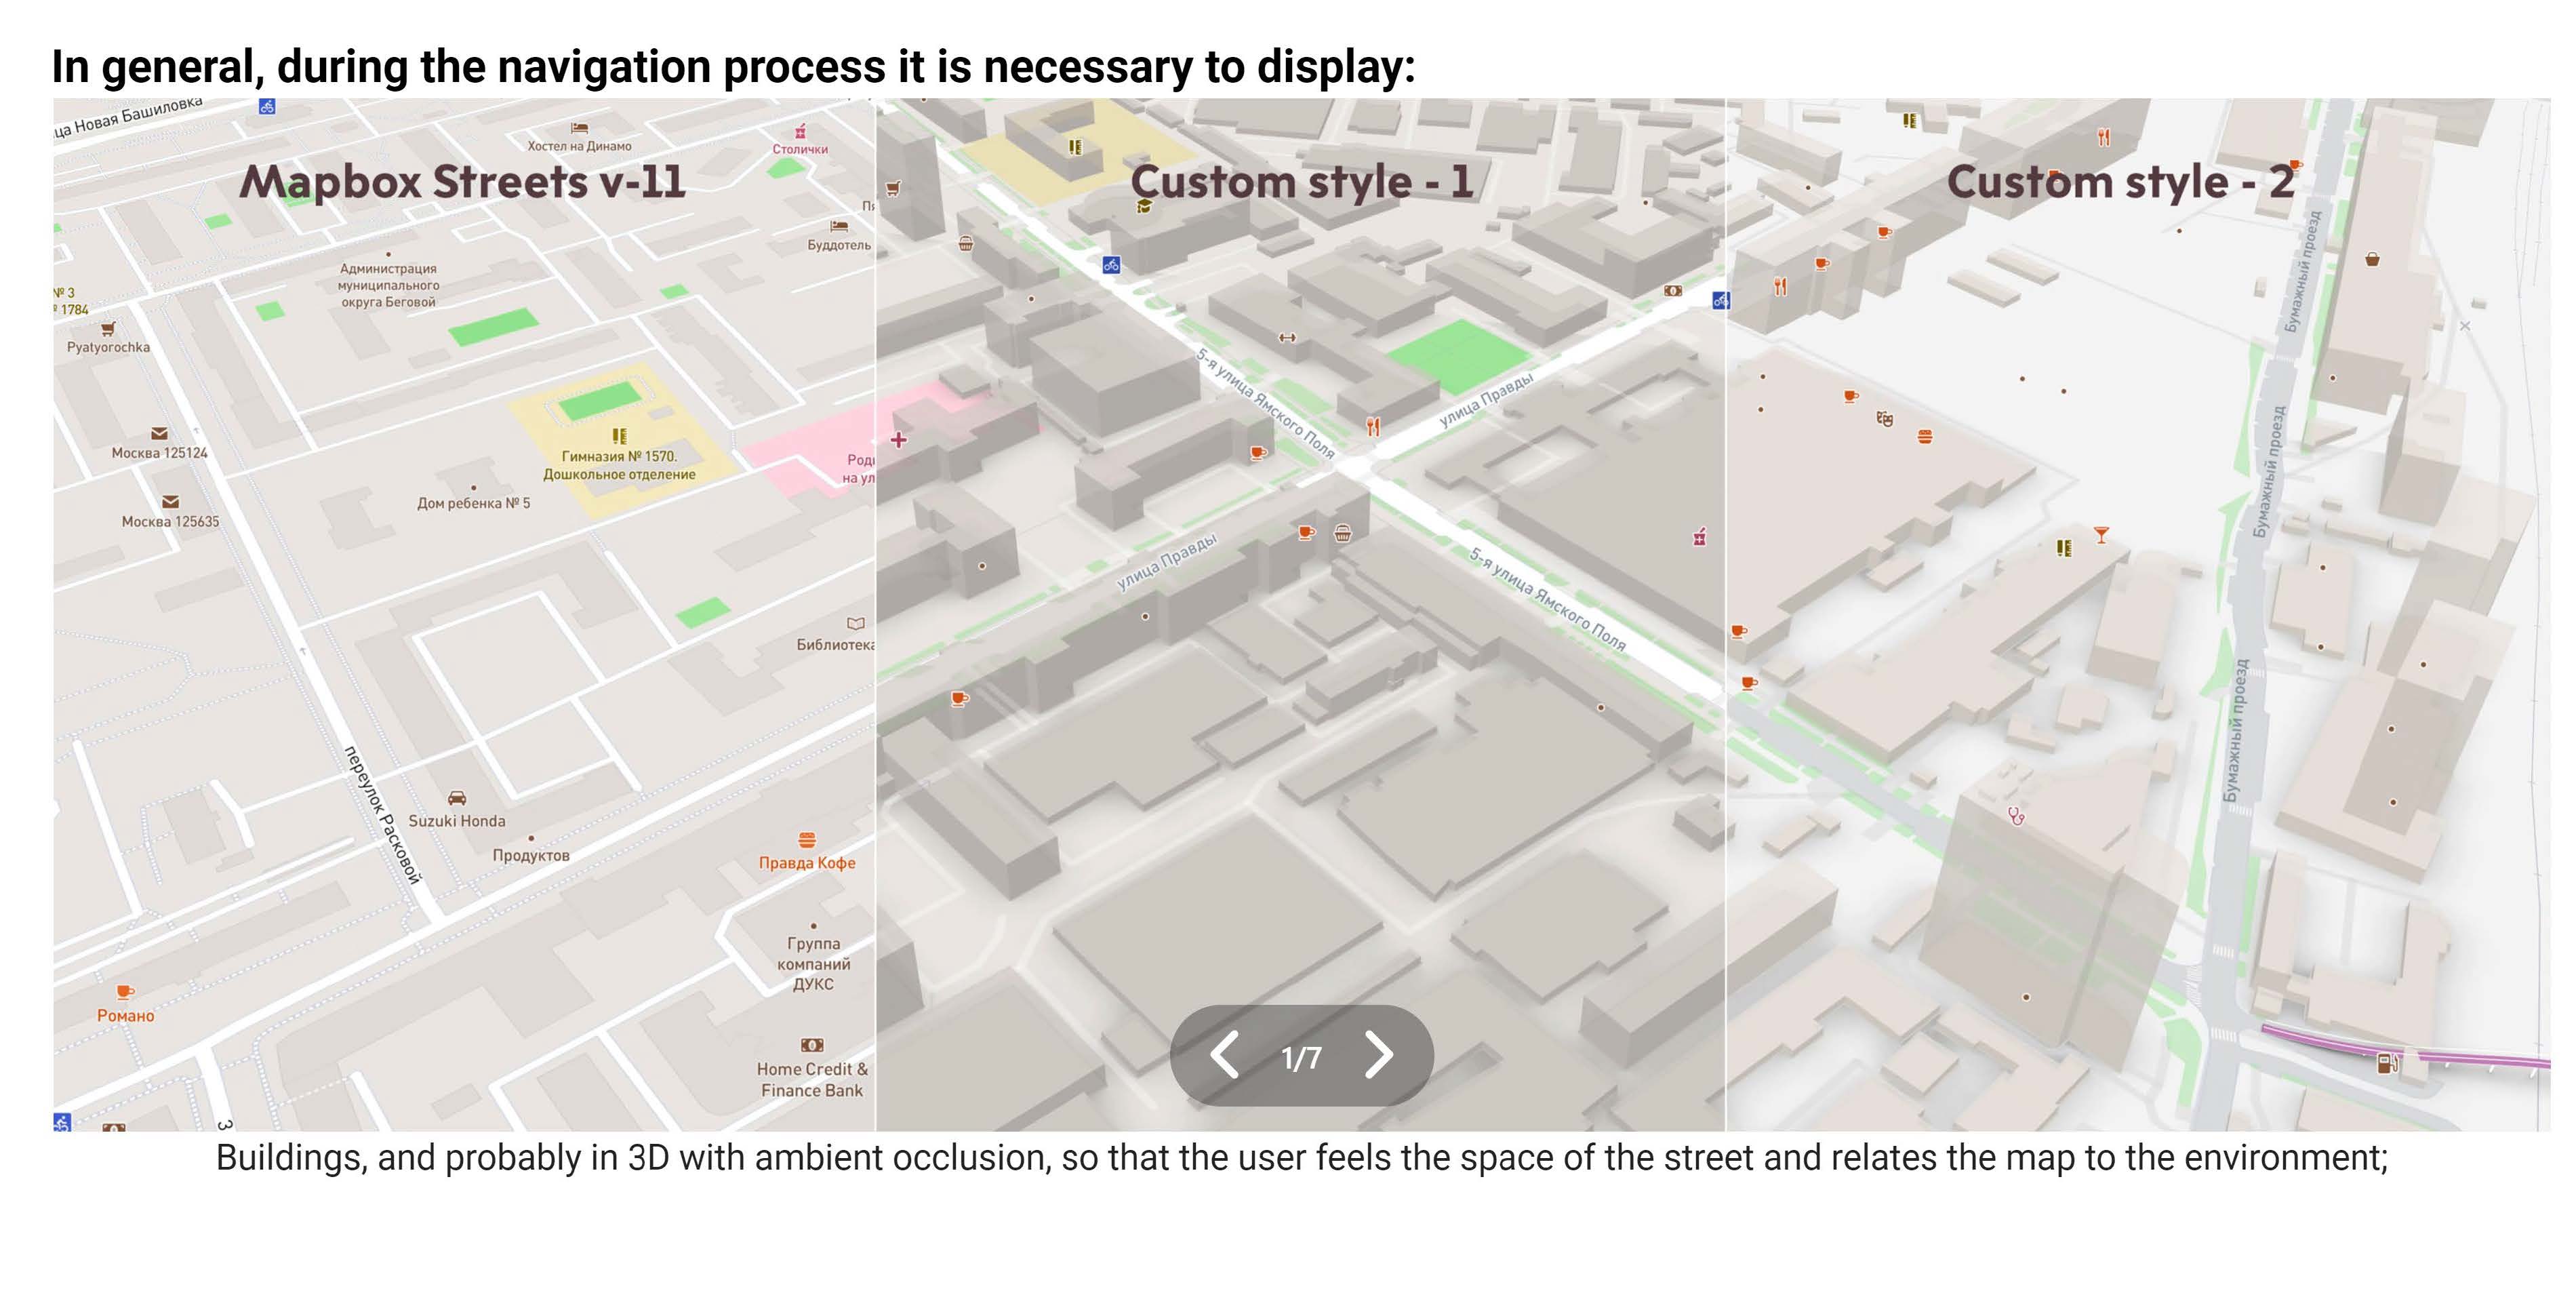 In general, during the navigation process it is necessary to display:
ца Новая Башиловка
Хостел на Динамо
Столички
Mapbox Streets v-11
Custom style - 1
Custom style - 2
Буддотель
Администрация
муниципального
округа Беговой
№ 3
1784
Pyatyorochka
Москва 125124
Москва 125635
Гимназия № 1570.
Дошкольное отделение
Дом ребенка № 5
Родь
на ул
Библиотека
переулок Расковой
Suzuki Honda
Продуктов
Правда Кофе
Группа
компаний
ДУКС
Романо
Home Credit &
Finance Bank
3
5-я улица Ямского Поля
улица Правды
улица Правды
5-я улица Ямского Поля
Бумажный проезд
Бумажный проезд
Бумажный проезд
1/7
Buildings, and probably in 3D with ambient occlusion, so that the user feels the space of the street and relates the map to the environment;